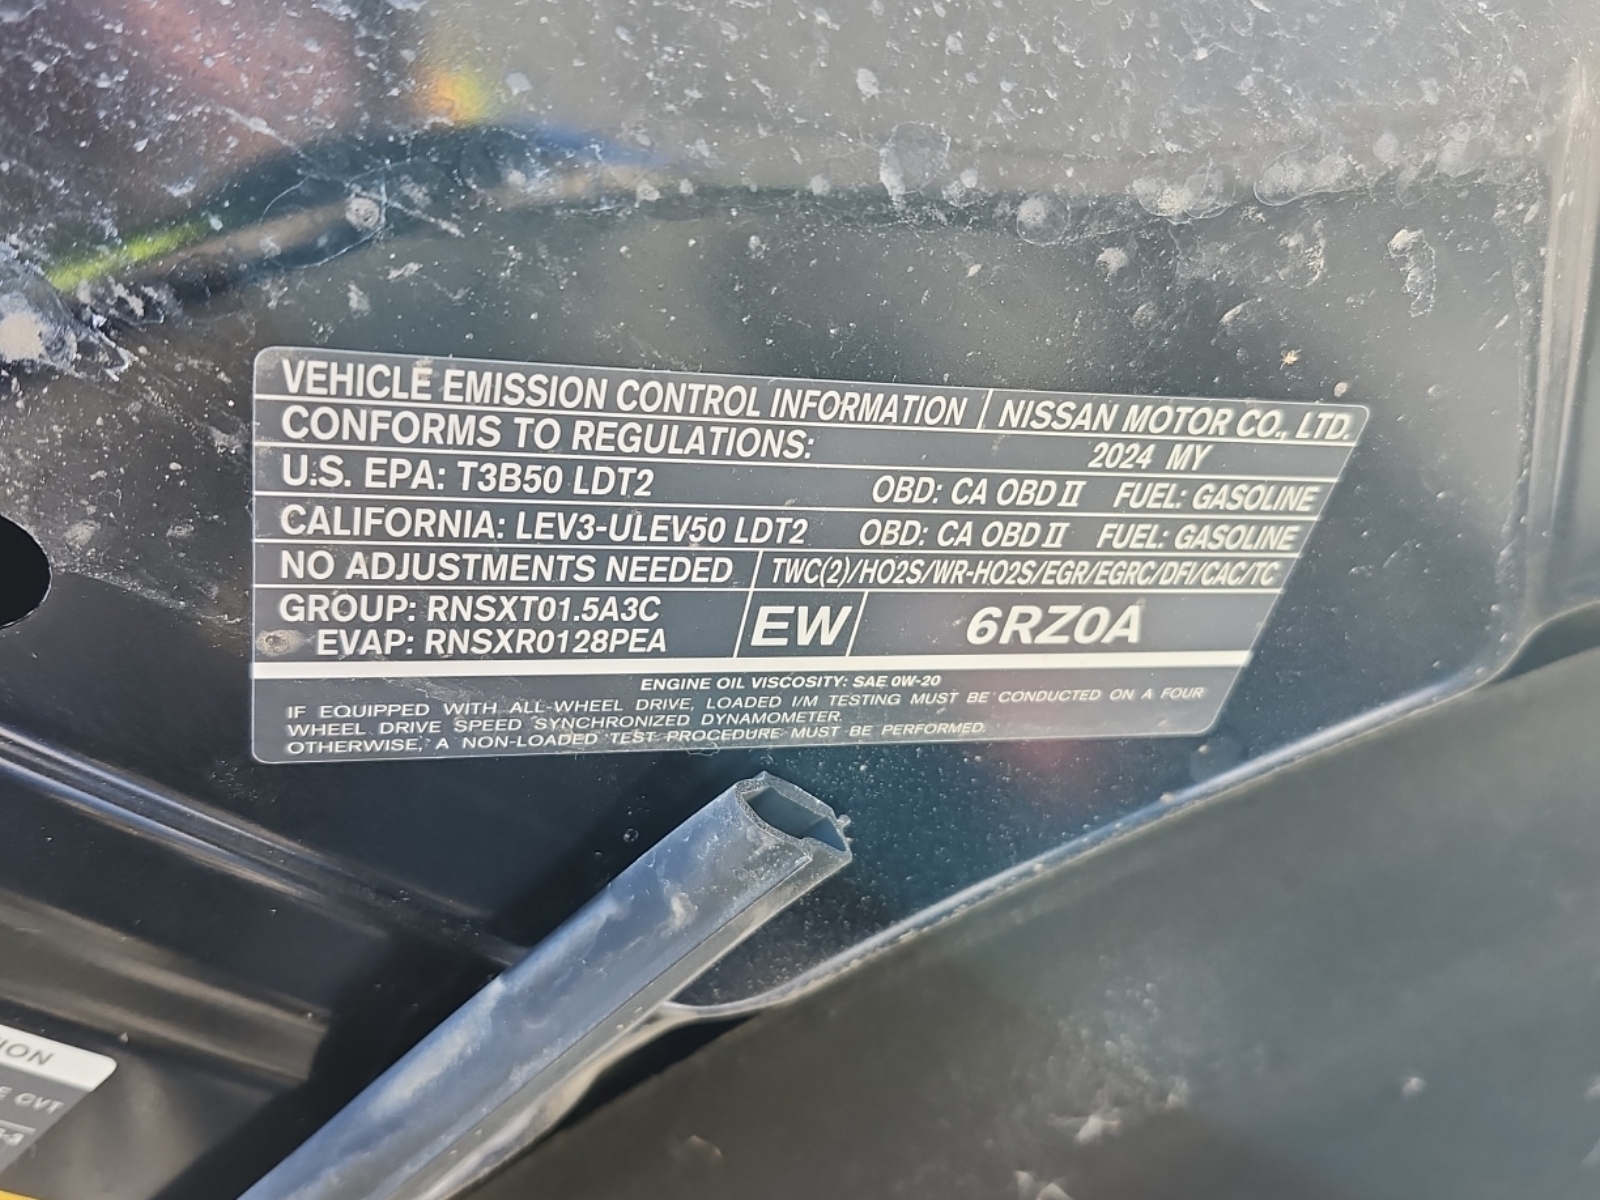 VEHICLE EMISSION CONTROL INFORMATION NISSAN MOTOR CO., LTD.
CONFORMS TO REGULATIONS: 2024 MY
U.S. EPA: T3B50 LDT2 OBD: CA OBD II FUEL: GASOLINE
CALIFORNIA: LEV3-ULEV50 LDT2 OBD: CA OBD II FUEL: GASOLINE
NO ADJUSTMENTS NEEDED TWC(2)/HO2S/WR-HO2S/EGR/EGRC/DFI/CAC/TC
GROUP: RNSXT01.5A3C
EVAP: RNSXR0128PEA
EW 6RZ0A
ENGINE OIL VISCOSITY: SAE 0W-20
IF EQUIPPED WITH ALL-WHEEL DRIVE, LOADED I/M TESTING MUST BE CONDUCTED ON A FOUR
WHEEL DRIVE SPEED SYNCHRONIZED DYNAMOMETER.
OTHERWISE, A NON-LOADED TEST PROCEDURE MUST BE PERFORMED.
CVT